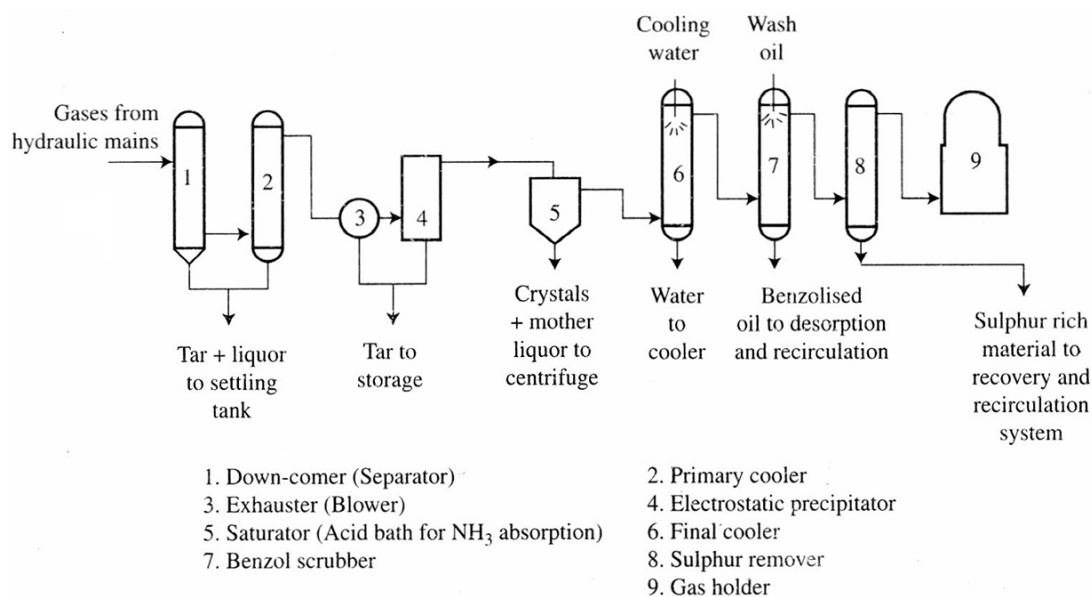 Cooling
water
Wash
oil
Gases from
hydraulic mains
1
2
3
4
5
6
7
8
9
Tar + liquor
to settling
tank
Tar to
storage
Crystals
+ mother
liquor to
centrifuge
Water
to
cooler
Benzolised
oil to desorption
and recirculation
Sulphur rich
material to
recovery and
recirculation
system
1. Down-comer (Separator)
2. Primary cooler
3. Exhauster (Blower)
4. Electrostatic precipitator
5. Saturator (Acid bath for NH₃ absorption)
6. Final cooler
7. Benzol scrubber
8. Sulphur remover
9. Gas holder